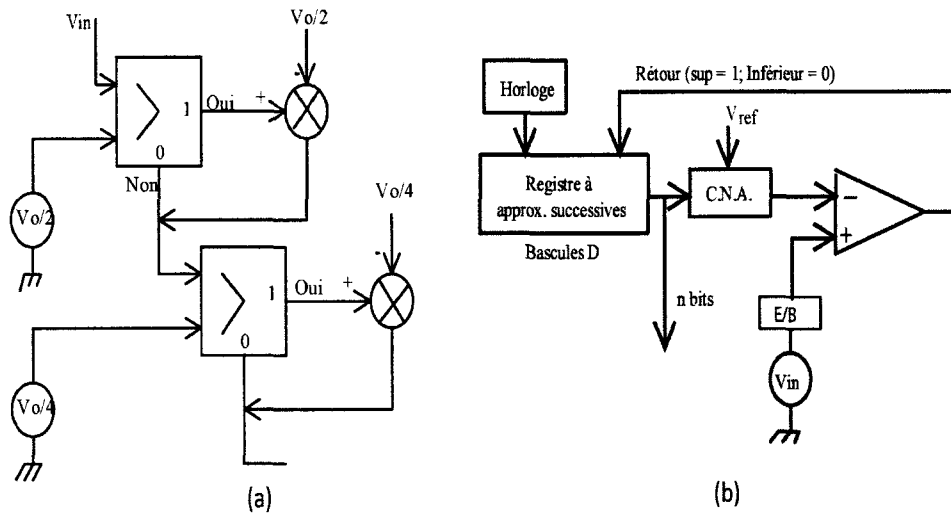 Vin
Vo/2
1
Oui
+
-
0
Non
Vo/2
Vo/4
1
Oui
+
-
0
Vo/4
(a)
Horloge
Rétour (sup = 1; Inférieur = 0)
Vref
Registre à
approx. successives
C.N.A.
Bascules D
n bits
−
+
E/B
Vin
(b)